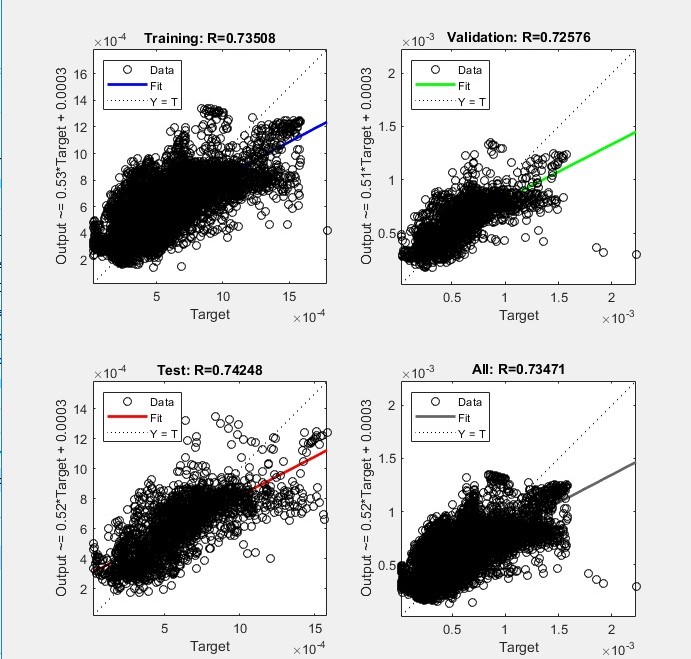 ×10⁻⁴
Training: R=0.73508
Data
Fit
Y = T
16
14
12
10
8
6
4
2
5
10
15
×10⁻⁴
Target
Output ~= 0.53*Target + 0.0003
×10⁻³
Validation: R=0.72576
Data
Fit
Y = T
2
1.5
1
0.5
0.5
1
1.5
2
×10⁻³
Target
Output ~= 0.51*Target + 0.0003
×10⁻⁴
Test: R=0.74248
Data
Fit
Y = T
14
12
10
8
6
4
2
5
10
15
×10⁻⁴
Target
Output ~= 0.52*Target + 0.0003
×10⁻³
All: R=0.73471
Data
Fit
Y = T
2
1.5
1
0.5
0.5
1
1.5
2
×10⁻³
Target
Output ~= 0.52*Target + 0.0003